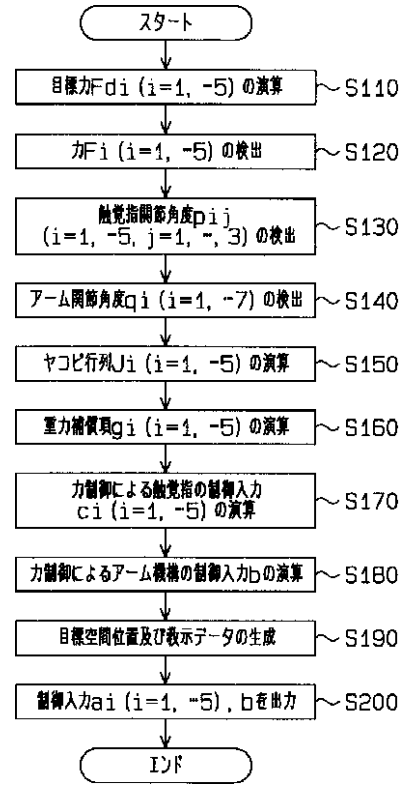 スタート
目標力Fdi (i=1, -5) の演算 S110
力Fi (i=1, -5) の検出 S120
触覚指関節角度pij
(i=1, -5, j=1, -, 3) の検出 S130
アーム関節角度qi (i=1, -7) の検出 S140
ヤコビ行列Ji (i=1, -5) の演算 S150
重力補償項gi (i=1, -5) の演算 S160
力制御による触覚指の制御入力
ci (i=1, -5) の演算 S170
力制御によるアーム機構の制御入力bの演算 S180
目標空間位置及び教示データの生成 S190
制御入力ai (i=1, -5), bを出力 S200
エンド